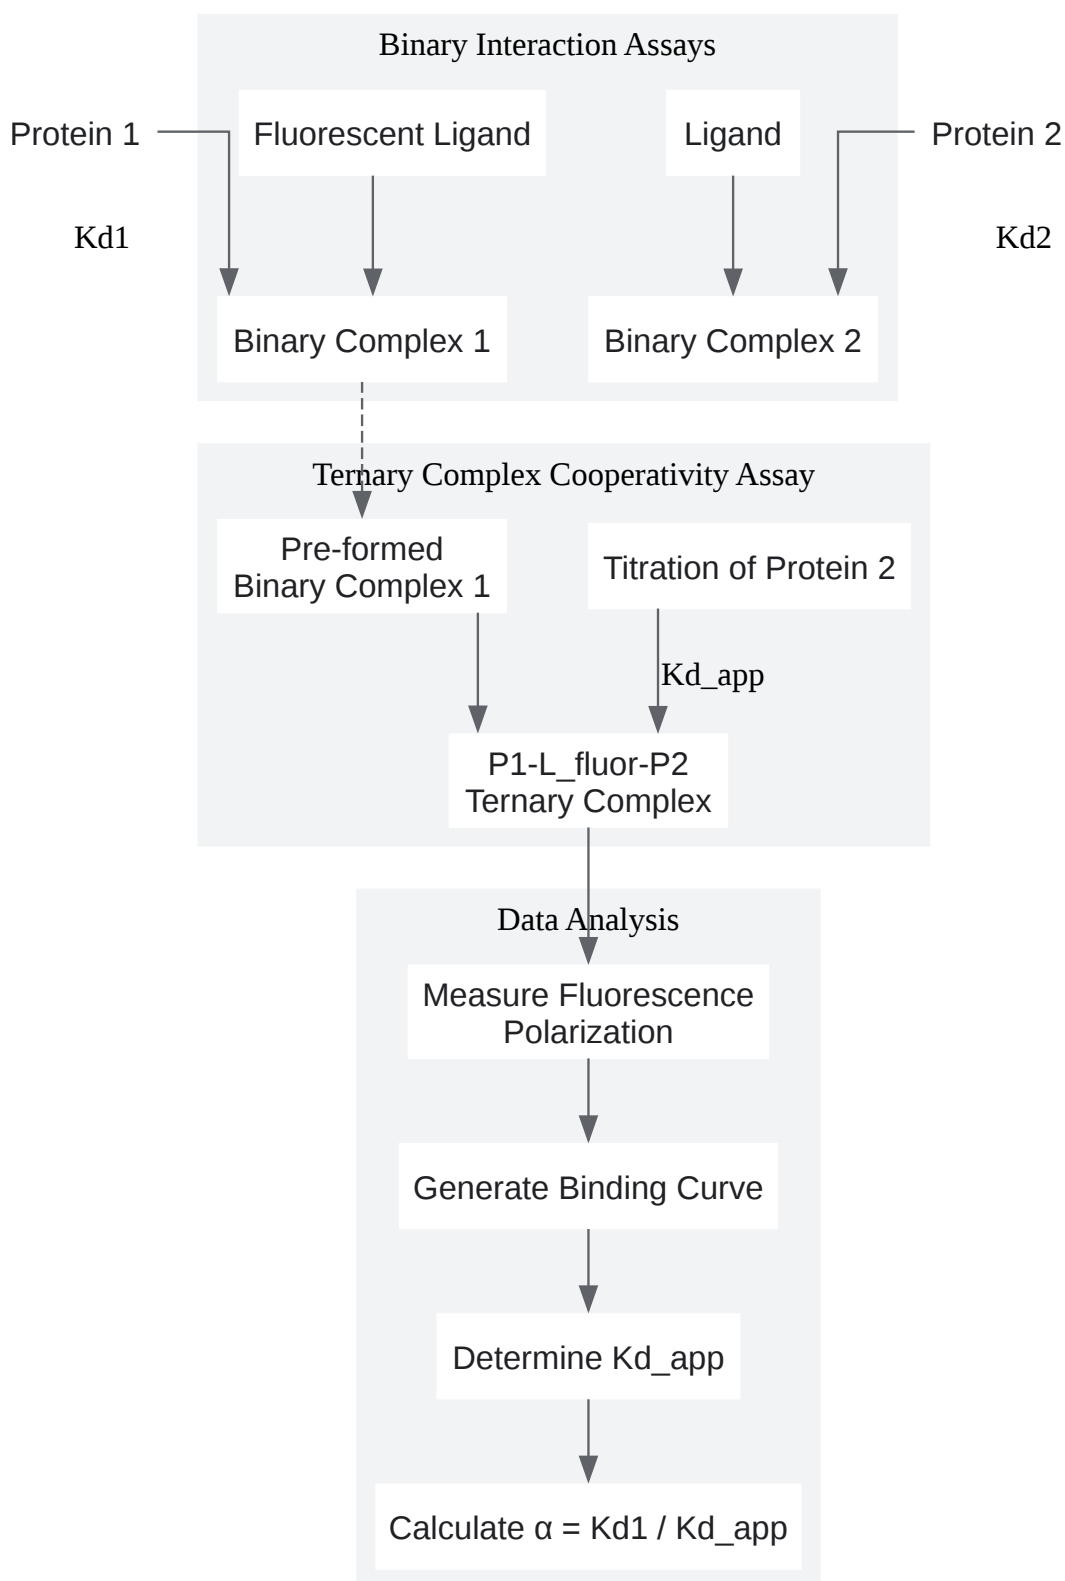 Binary Interaction Assays
Protein 1
Fluorescent Ligand
Ligand
Protein 2
Kd1
Kd2
Binary Complex 1
Binary Complex 2
Ternary Complex Cooperativity Assay
Pre-formed
Binary Complex 1
Titration of Protein 2
Kd_app
P1-L_fluor-P2
Ternary Complex
Data Analysis
Measure Fluorescence
Polarization
Generate Binding Curve
Determine Kd_app
Calculate α = Kd1 / Kd_app